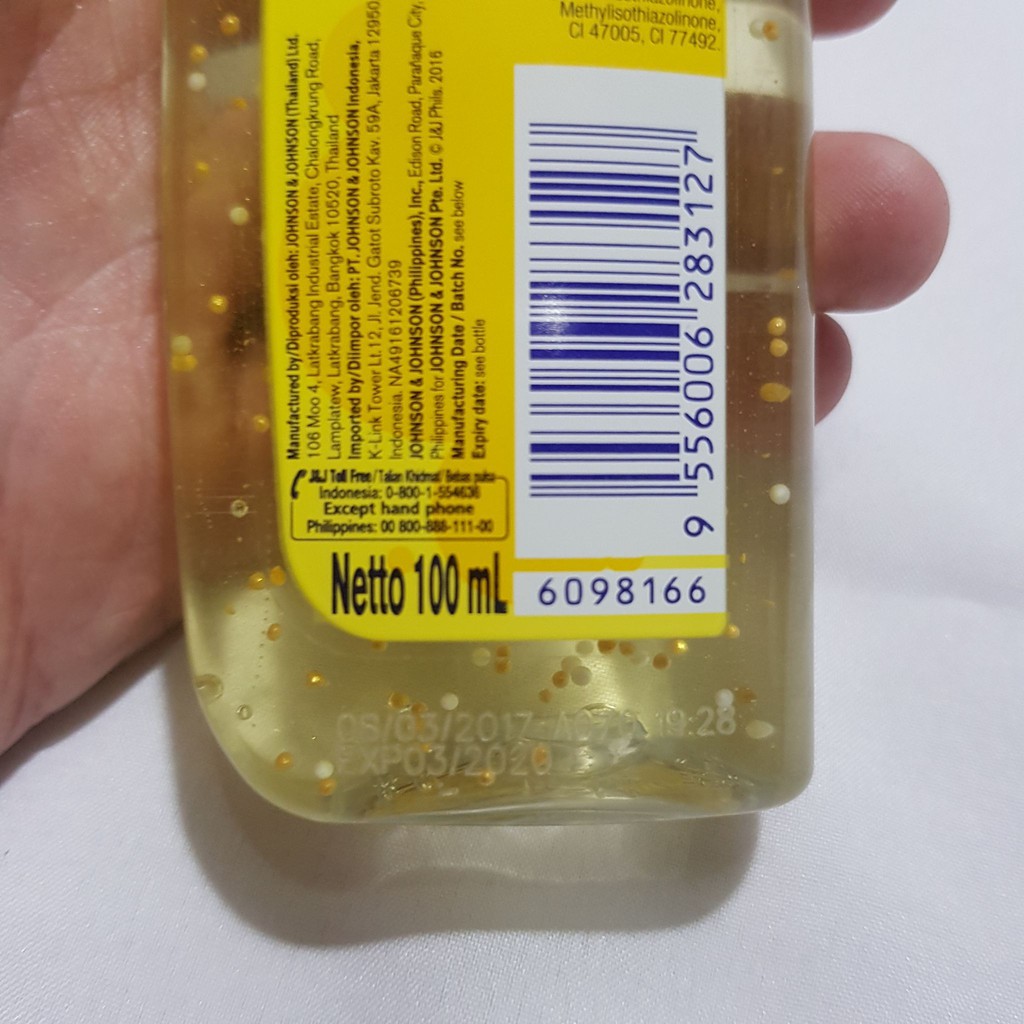 Methylisothiazolinone,
CI 47005, CI 77492.
Manufactured by/Diproduksi oleh: JOHNSON & JOHNSON (Thailand) Ltd.
106 Moo 4, Latkrabang Industrial Estate, Chalongkrung Road,
Lamplatew, Latkrabang, Bangkok 10520, Thailand
Imported by/Diimpor oleh: PT. JOHNSON & JOHNSON Indonesia,
K-Link Tower Lt.12, Jl. Jend. Gatot Subroto Kav. 59A, Jakarta 12950
Indonesia. NA49161206739
JOHNSON & JOHNSON (Philippines), Inc., Edison Road, Parañaque City,
Philippines for JOHNSON & JOHNSON Pte. Ltd. © J&J Phils. 2016
Manufacturing Date / Batch No. see below
Expiry date: see bottle
J&J Toll Free / Talian Khidmat Bebas pulsa
Indonesia: 0-800-1-554636
Except hand phone
Philippines: 00 800-888-111-00
Netto 100 mL
9 556006 283127
6098166
/03/2017 19:28
EXP03/2020